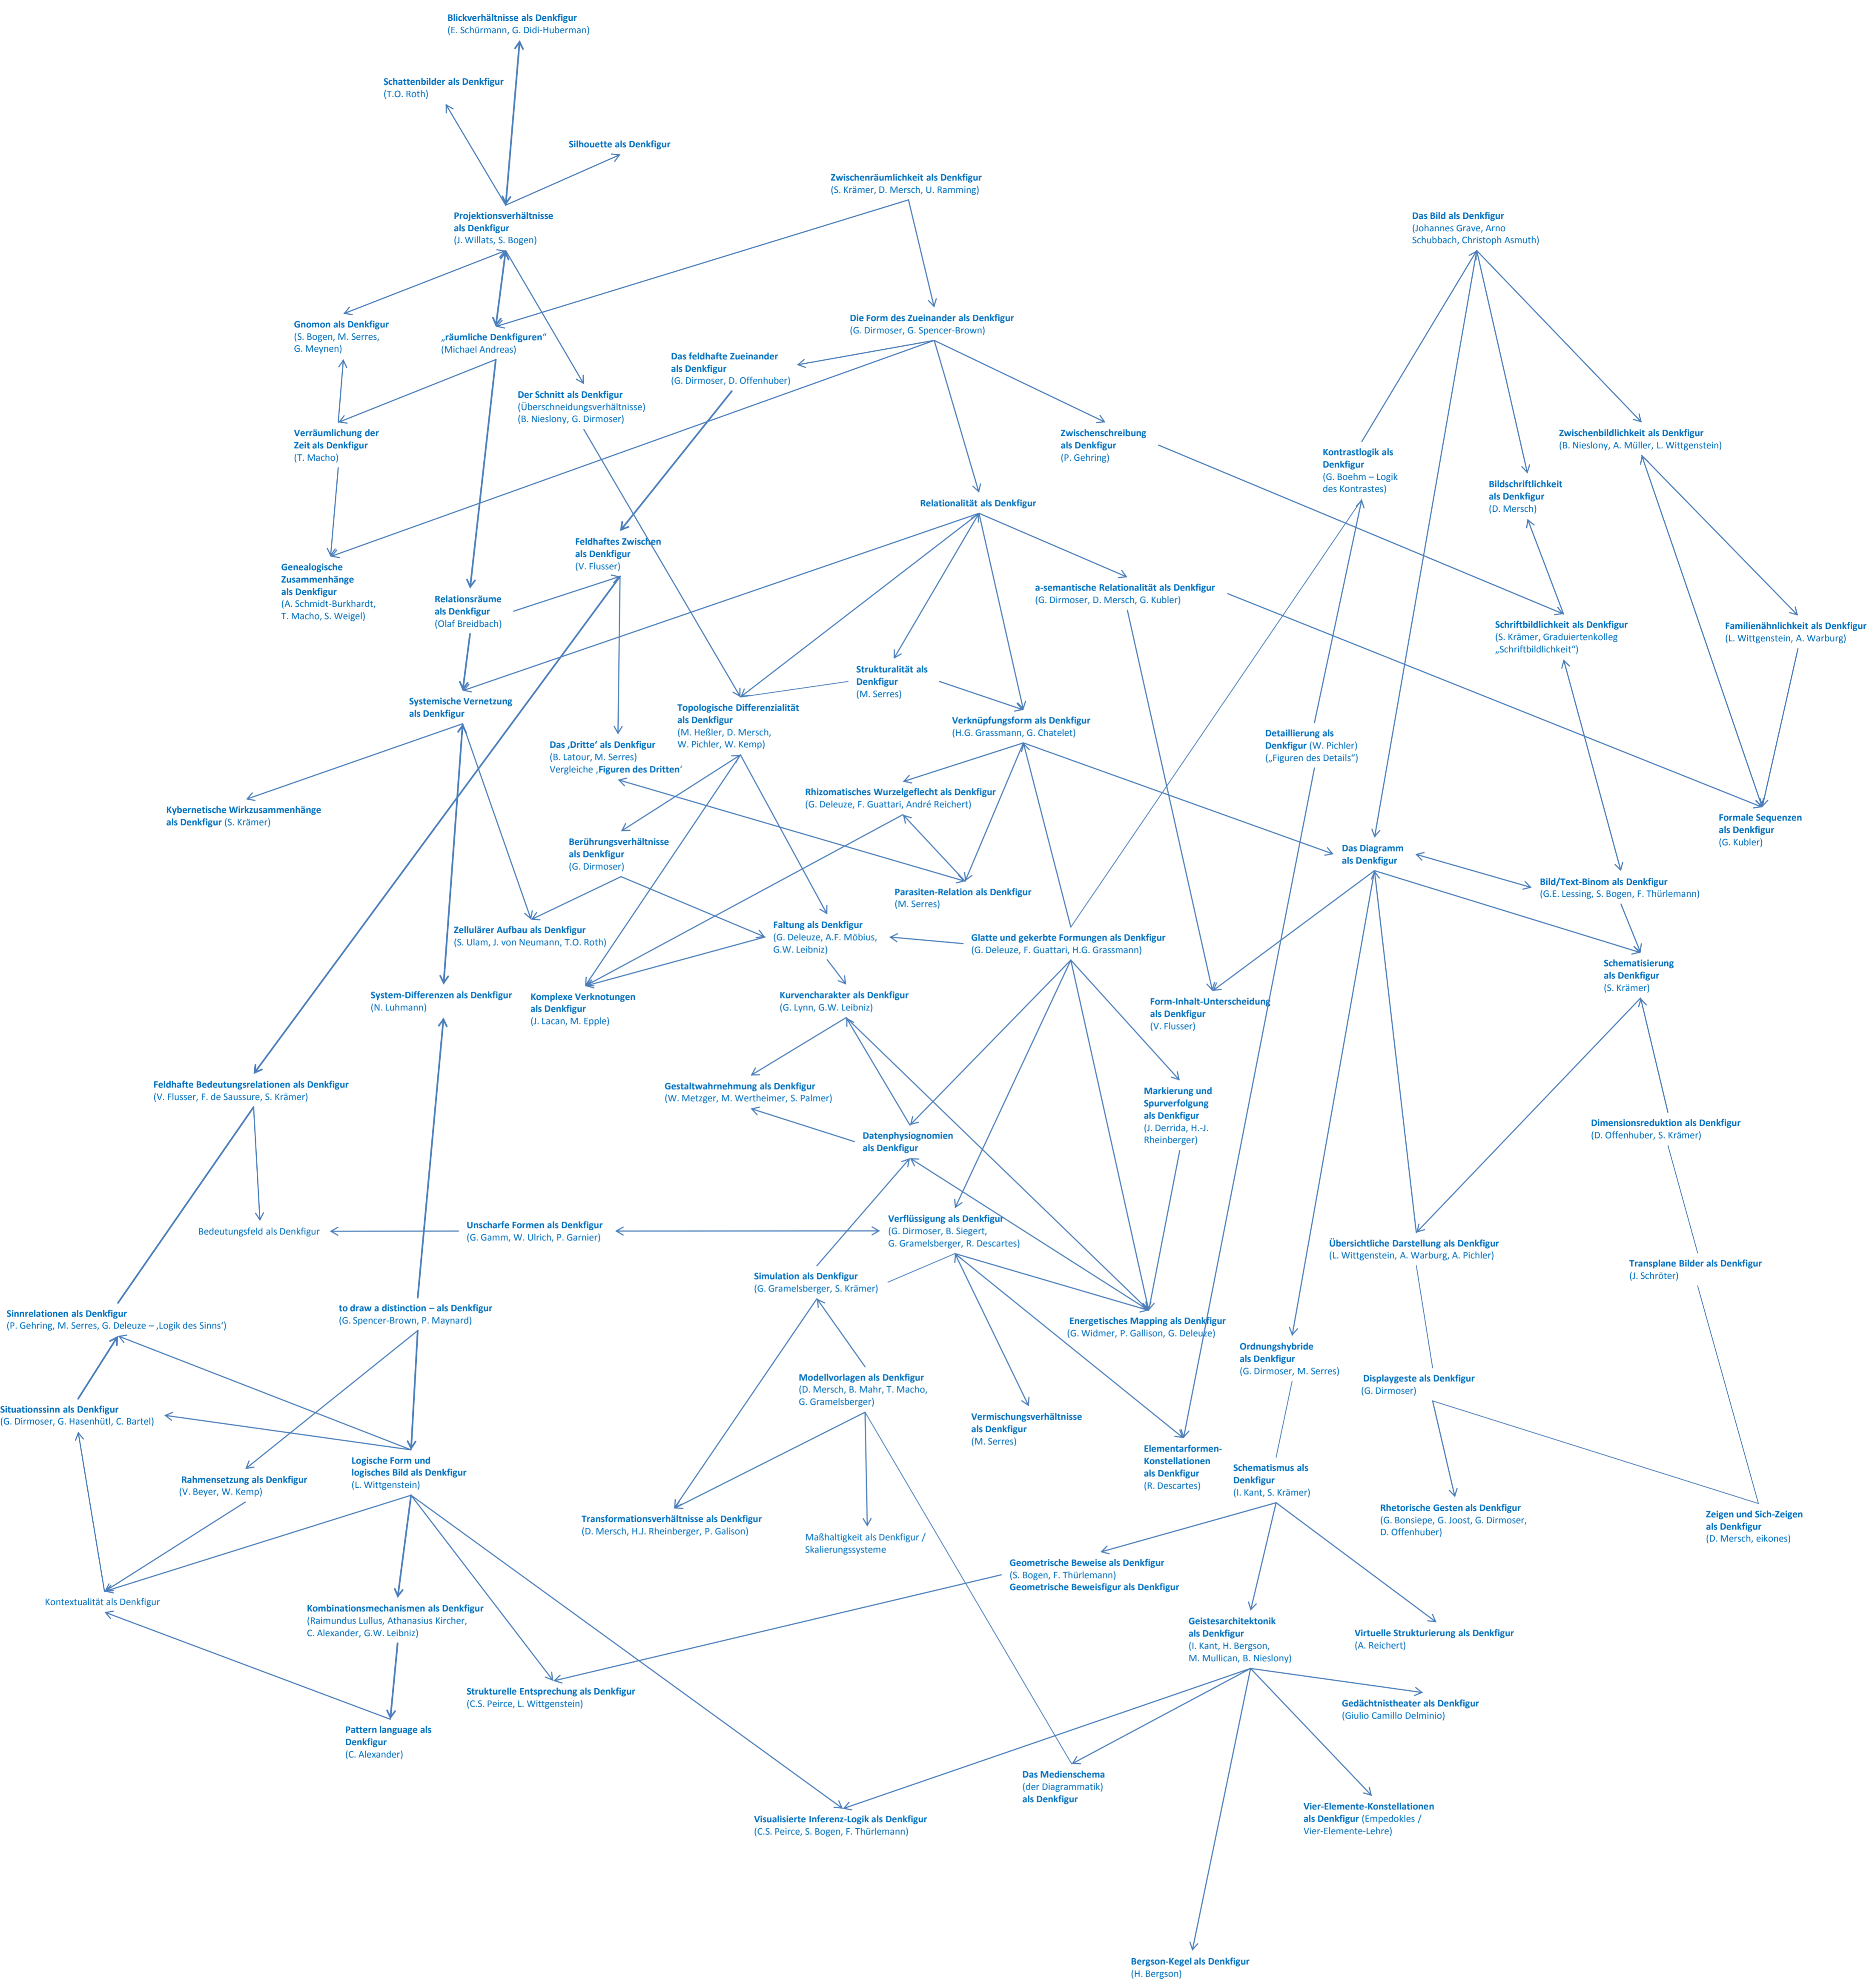 Blickverhältnisse als Denkfigur
(E. Schürmann, G. Didi-Huberman)
Schattenbilder als Denkfigur
(T.O. Roth)
Silhouette als Denkfigur
Zwischenräumlichkeit als Denkfigur
(S. Krämer, D. Mersch, U. Ramming)
Projektionsverhältnisse
als Denkfigur
(J. Willats, S. Bogen)
Das Bild als Denkfigur
(Johannes Grave, Arno
Schubbach, Christoph Asmuth)
Gnomon als Denkfigur
(S. Bogen, M. Serres,
G. Meynen)
„räumliche Denkfiguren“
(Michael Andreas)
Die Form des Zueinander als Denkfigur
(G. Dirmoser, G. Spencer-Brown)
Das feldhafte Zueinander
als Denkfigur
(G. Dirmoser, D. Offenhuber)
Der Schnitt als Denkfigur
(Überschneidungsverhältnisse)
(B. Nieslony, G. Dirmoser)
Verräumlichung der
Zeit als Denkfigur
(T. Macho)
Zwischenschreibung
als Denkfigur
(P. Gehring)
Kontrastlogik als
Denkfigur
(G. Boehm – Logik
des Kontrastes)
Zwischenbildlichkeit als Denkfigur
(B. Nieslony, A. Müller, L. Wittgenstein)
Bildschriftlichkeit
als Denkfigur
(D. Mersch)
Relationalität als Denkfigur
Feldhaftes Zwischen
als Denkfigur
(V. Flusser)
Genealogische
Zusammenhänge
als Denkfigur
(A. Schmidt-Burkhardt,
T. Macho, S. Weigel)
Relationsräume
als Denkfigur
(Olaf Breidbach)
a-semantische Relationalität als Denkfigur
(G. Dirmoser, D. Mersch, G. Kubler)
Schriftbildlichkeit als Denkfigur
(S. Krämer, Graduiertenkolleg
„Schriftbildlichkeit“)
Familienähnlichkeit als Denkfigur
(L. Wittgenstein, A. Warburg)
Strukturalität als
Denkfigur
(M. Serres)
Systemische Vernetzung
als Denkfigur
Topologische Differenzialität
als Denkfigur
(M. Heßler, D. Mersch,
W. Pichler, W. Kemp)
Verknüpfungsform als Denkfigur
(H.G. Grassmann, G. Chatelet)
Das ‚Dritte‘ als Denkfigur
(B. Latour, M. Serres)
Vergleiche ‚Figuren des Dritten‘
Detaillierung als
Denkfigur (W. Pichler)
(„Figuren des Details“)
Rhizomatisches Wurzelgeflecht als Denkfigur
(G. Deleuze, F. Guattari, André Reichert)
Kybernetische Wirkzusammenhänge
als Denkfigur (S. Krämer)
Formale Sequenzen
als Denkfigur
(G. Kubler)
Berührungsverhältnisse
als Denkfigur
(G. Dirmoser)
Das Diagramm
als Denkfigur
Parasiten-Relation als Denkfigur
(M. Serres)
Bild/Text-Binom als Denkfigur
(G.E. Lessing, S. Bogen, F. Thürlemann)
Zellulärer Aufbau als Denkfigur
(S. Ulam, J. von Neumann, T.O. Roth)
Faltung als Denkfigur
(G. Deleuze, A.F. Möbius,
G.W. Leibniz)
Glatte und gekerbte Formungen als Denkfigur
(G. Deleuze, F. Guattari, H.G. Grassmann)
Schematisierung
als Denkfigur
(S. Krämer)
System-Differenzen als Denkfigur
(N. Luhmann)
Komplexe Verknotungen
als Denkfigur
(J. Lacan, M. Epple)
Kurvencharakter als Denkfigur
(G. Lynn, G.W. Leibniz)
Form-Inhalt-Unterscheidung
als Denkfigur
(V. Flusser)
Feldhafte Bedeutungsrelationen als Denkfigur
(V. Flusser, F. de Saussure, S. Krämer)
Gestaltwahrnehmung als Denkfigur
(W. Metzger, M. Wertheimer, S. Palmer)
Markierung und
Spurverfolgung
als Denkfigur
(J. Derrida, H.-J.
Rheinberger)
Datenphysiognomien
als Denkfigur
Dimensionsreduktion als Denkfigur
(D. Offenhuber, S. Krämer)
Bedeutungsfeld als Denkfigur
Unscharfe Formen als Denkfigur
(G. Gamm, W. Ulrich, P. Garnier)
Verflüssigung als Denkfigur
(G. Dirmoser, B. Siegert,
G. Gramelsberger, R. Descartes)
Übersichtliche Darstellung als Denkfigur
(L. Wittgenstein, A. Warburg, A. Pichler)
Transplane Bilder als Denkfigur
(J. Schröter)
Simulation als Denkfigur
(G. Gramelsberger, S. Krämer)
Sinnrelationen als Denkfigur
(P. Gehring, M. Serres, G. Deleuze – ‚Logik des Sinns‘)
to draw a distinction – als Denkfigur
(G. Spencer-Brown, P. Maynard)
Energetisches Mapping als Denkfigur
(G. Widmer, P. Gallison, G. Deleuze)
Ordnungshybride
als Denkfigur
(G. Dirmoser, M. Serres)
Modellvorlagen als Denkfigur
(D. Mersch, B. Mahr, T. Macho,
G. Gramelsberger)
Displaygeste als Denkfigur
(G. Dirmoser)
Situationssinn als Denkfigur
(G. Dirmoser, G. Hasenhütl, C. Bartel)
Vermischungsverhältnisse
als Denkfigur
(M. Serres)
Elementarformen-
Konstellationen
als Denkfigur
(R. Descartes)
Logische Form und
logisches Bild als Denkfigur
(L. Wittgenstein)
Schematismus als
Denkfigur
(I. Kant, S. Krämer)
Rahmensetzung als Denkfigur
(V. Beyer, W. Kemp)
Rhetorische Gesten als Denkfigur
(G. Bonsiepe, G. Joost, G. Dirmoser,
D. Offenhuber)
Zeigen und Sich-Zeigen
als Denkfigur
(D. Mersch, eikones)
Transformationsverhältnisse als Denkfigur
(D. Mersch, H.J. Rheinberger, P. Galison)
Maßhaltigkeit als Denkfigur /
Skalierungssysteme
Geometrische Beweise als Denkfigur
(S. Bogen, F. Thürlemann)
Geometrische Beweisfigur als Denkfigur
Kontextualität als Denkfigur
Kombinationsmechanismen als Denkfigur
(Raimundus Lullus, Athanasius Kircher,
C. Alexander, G.W. Leibniz)
Geistesarchitektonik
als Denkfigur
(I. Kant, H. Bergson,
M. Mullican, B. Nieslony)
Virtuelle Strukturierung als Denkfigur
(A. Reichert)
Strukturelle Entsprechung als Denkfigur
(C.S. Peirce, L. Wittgenstein)
Gedächtnistheater als Denkfigur
(Giulio Camillo Delminio)
Pattern language als
Denkfigur
(C. Alexander)
Das Medienschema
(der Diagrammatik)
als Denkfigur
Vier-Elemente-Konstellationen
als Denkfigur (Empedokles /
Vier-Elemente-Lehre)
Visualisierte Inferenz-Logik als Denkfigur
(C.S. Peirce, S. Bogen, F. Thürlemann)
Bergson-Kegel als Denkfigur
(H. Bergson)